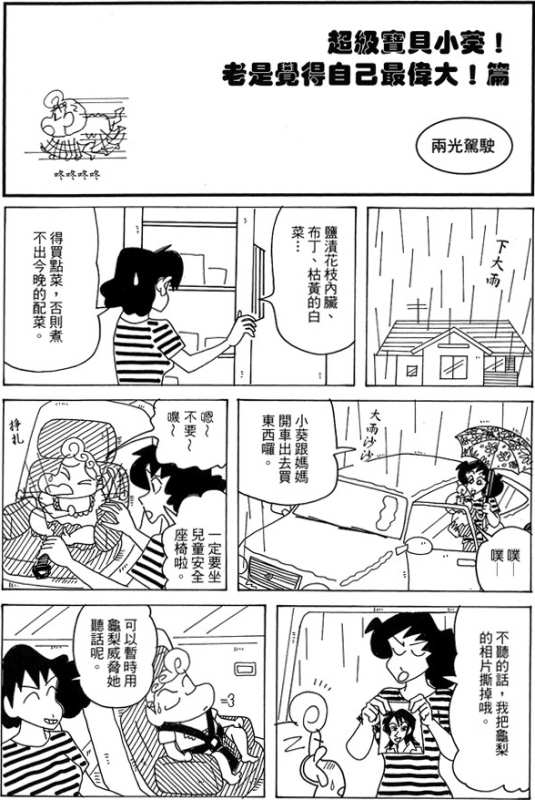 超級寶貝小葵！
老是覺得自己最偉大！篇
兩光駕駛
咚咚咚咚
下大雨
鹽漬花枝內臟、
布丁、枯黃的白
菜…
得買點菜，否則煮
不出今晚的配菜。
大雨沙沙
小葵跟媽媽
開車出去買
東西囉。
噗
噗
嗯~
不要~
嘎~
掙扎
一定要坐
兒童安全
座椅啦。
不聽的話，我把龜梨
的相片撕掉哦。
可以暫時用
龜梨威脅她
聽話呢。
=3